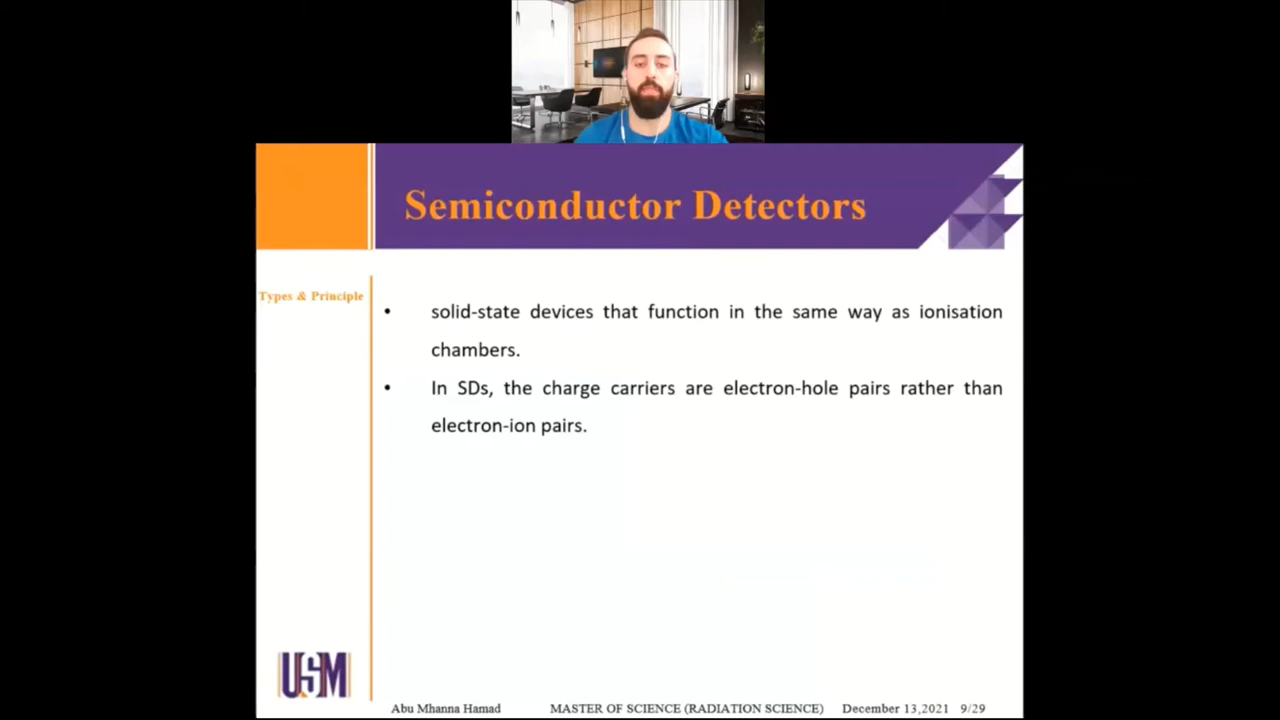 Semiconductor Detectors
Types & Principle
• solid-state devices that function in the same way as ionisation
chambers.
• In SDs, the charge carriers are electron-hole pairs rather than
electron-ion pairs.
USM
Abu Mhanna Hamad MASTER OF SCIENCE (RADIATION SCIENCE) December 13,2021 9/29